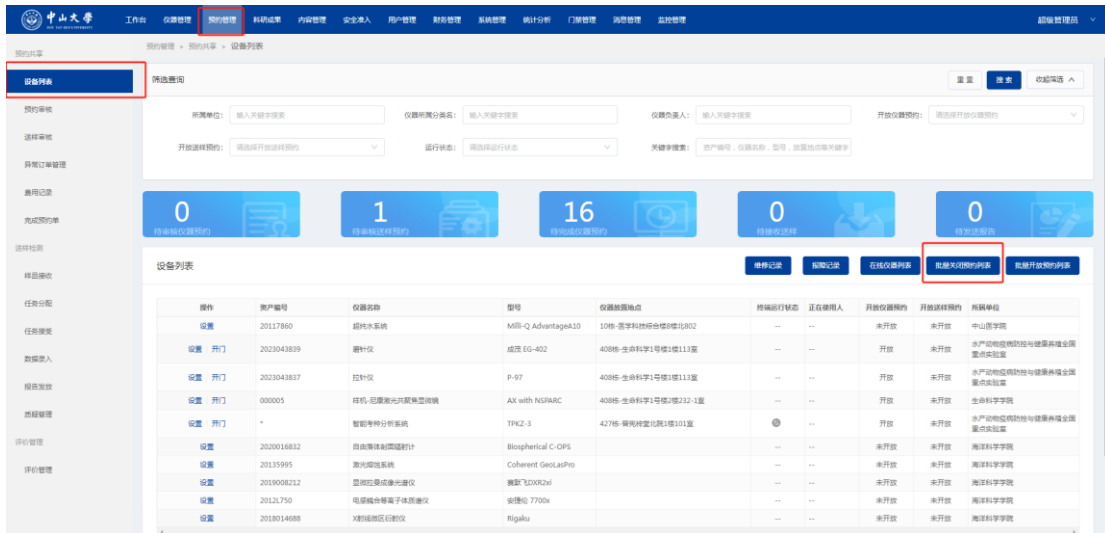 中山大學
工作台 仪器管理 预约管理 科研成果 内容管理 安全准入 用户管理 财务管理 系统管理 统计分析 门禁管理 消息管理 监控管理 超级管理员
预约共享
设备列表
预约审核
送样审核
异常订单管理
费用记录
完成预约单
送样检测
样品接收
任务分配
任务接受
数据录入
报告发放
质疑管理
评价管理
评价管理
预约管理 » 预约共享 » 设备列表
筛选查询 重置 搜索 收起筛选
所属单位: 输入关键字搜索 仪器所属分类名: 输入关键字搜索 仪器负责人: 输入关键字搜索 开放仪器预约: 请选择开放仪器预约
开放送样预约: 请选择开放送样预约 运行状态: 请选择运行状态 关键字搜索: 资产编号，仪器名称，型号，放置地点等关键字
0 1 16 0 0
待审核仪器预约 待审核送样预约 待完成仪器预约 待接收送样 待发送报告
设备列表 维修记录 报障记录 在线仪器列表 批量关闭预约列表 批量开放预约列表
操作 资产编号 仪器名称 型号 仪器放置地点 终端运行状态 正在使用人 开放仪器预约 开放送样预约 所属单位
设置 20117860 超纯水系统 Milli-Q AdvantageA10 10栋-医学科技综合楼B楼北802 -- -- 未开放 未开放 中山医学院
设置 开门 2023043839 磨针仪 成茂 EG-402 408栋-生命科学1号楼1楼113室 -- -- 开放 未开放 水产动物疫病防控与健康养殖全国重点实验室
设置 开门 2023043837 拉针仪 P-97 408栋-生命科学1号楼1楼113室 -- -- 开放 未开放 水产动物疫病防控与健康养殖全国重点实验室
设置 开门 000005 样机-尼康激光共聚焦显微镜 AX with NSPARC 408栋-生命科学1号楼2楼232-1室 -- -- 开放 未开放 生命科学学院
设置 开门 * 智能考种分析系统 TPKZ-3 -- 开放 未开放 水产动物疫病防控与健康养殖全国重点实验室
设置 2020016832 自由落体剖面辐射计 Biospherical C-OPS -- -- 未开放 未开放 海洋科学学院
设置 20135995 激光熔蚀系统 Coherent GeoLasPro -- -- 未开放 未开放 海洋科学学院
设置 2019008212 显微拉曼成像光谱仪 赛默飞DXR2xi -- -- 未开放 未开放 海洋科学学院
设置 2012L750 电感耦合等离子体质谱仪 安捷伦 7700x -- -- 未开放 未开放 海洋科学学院
设置 2018014688 X射线微区衍射仪 Rigaku -- -- 未开放 未开放 海洋科学学院